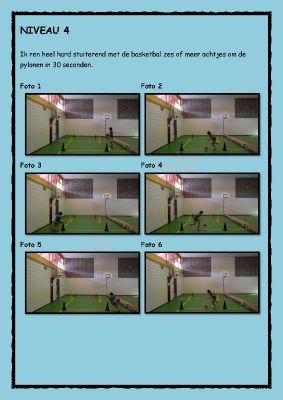 NIVEAU 4
Ik ren heel hard stuiterend met de basketbal zes of meer achtjes om de
pylonen in 30 seconden.
Foto 1 Foto 2
Foto 3 Foto 4
Foto 5 Foto 6